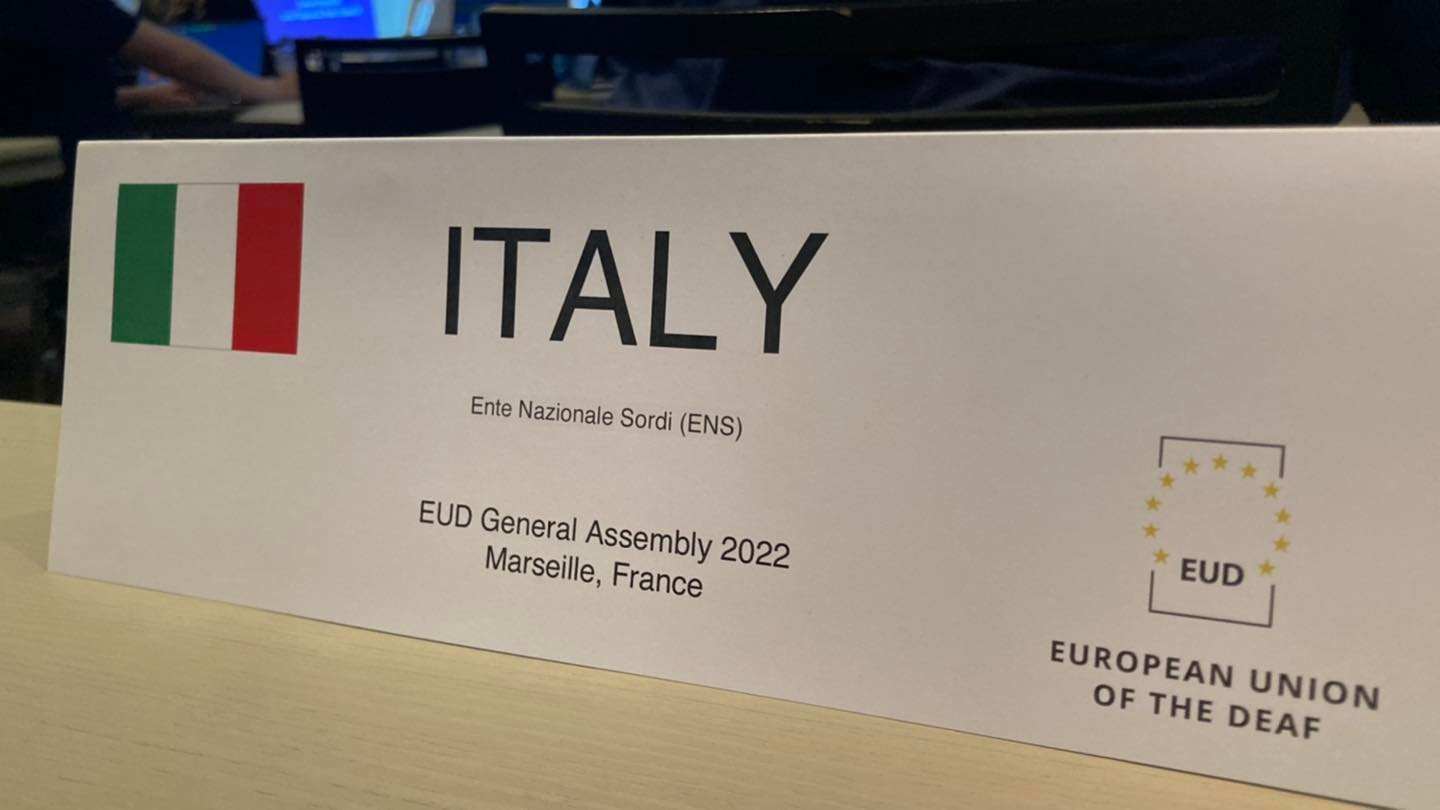 ITALY
Ente Nazionale Sordi (ENS)
EUD General Assembly 2022
Marseille, France
EUD
EUROPEAN UNION
OF THE DEAF